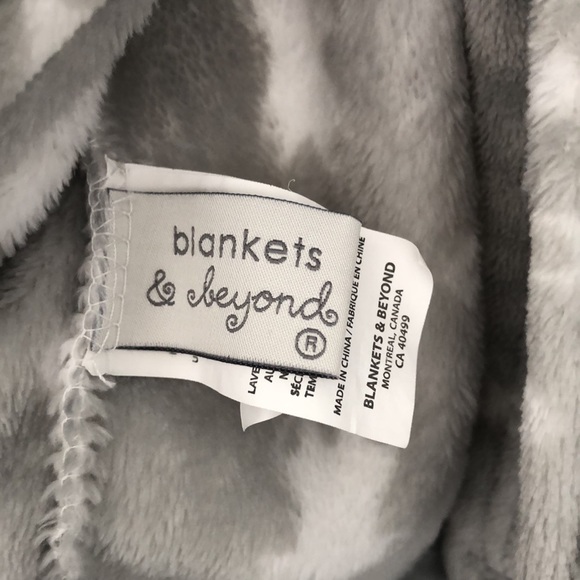 blankets
& beyond
®
MADE IN CHINA / FABRIQUE EN CHINE
BLANKETS & BEYOND
MONTREAL, CANADA
CA 40499